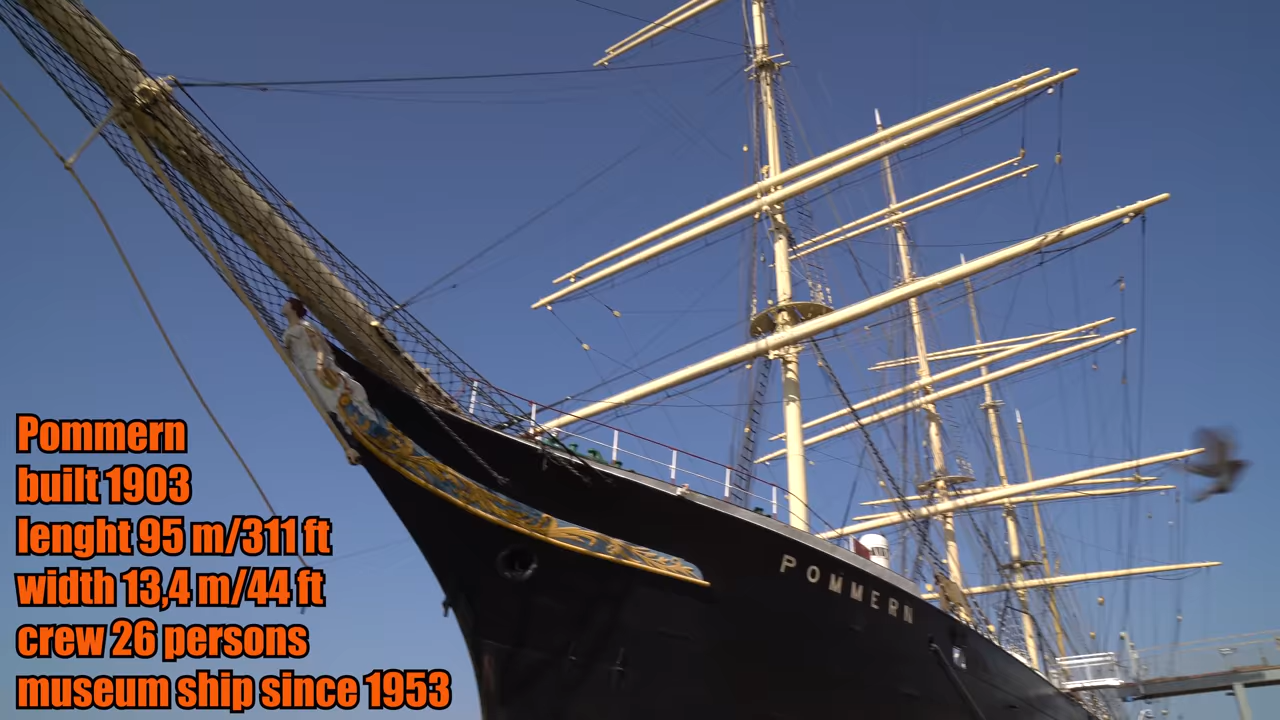 Pommern
built 1903
lenght 95 m/311 ft
width 13,4 m/44 ft
crew 26 persons
museum ship since 1953
POMMERN